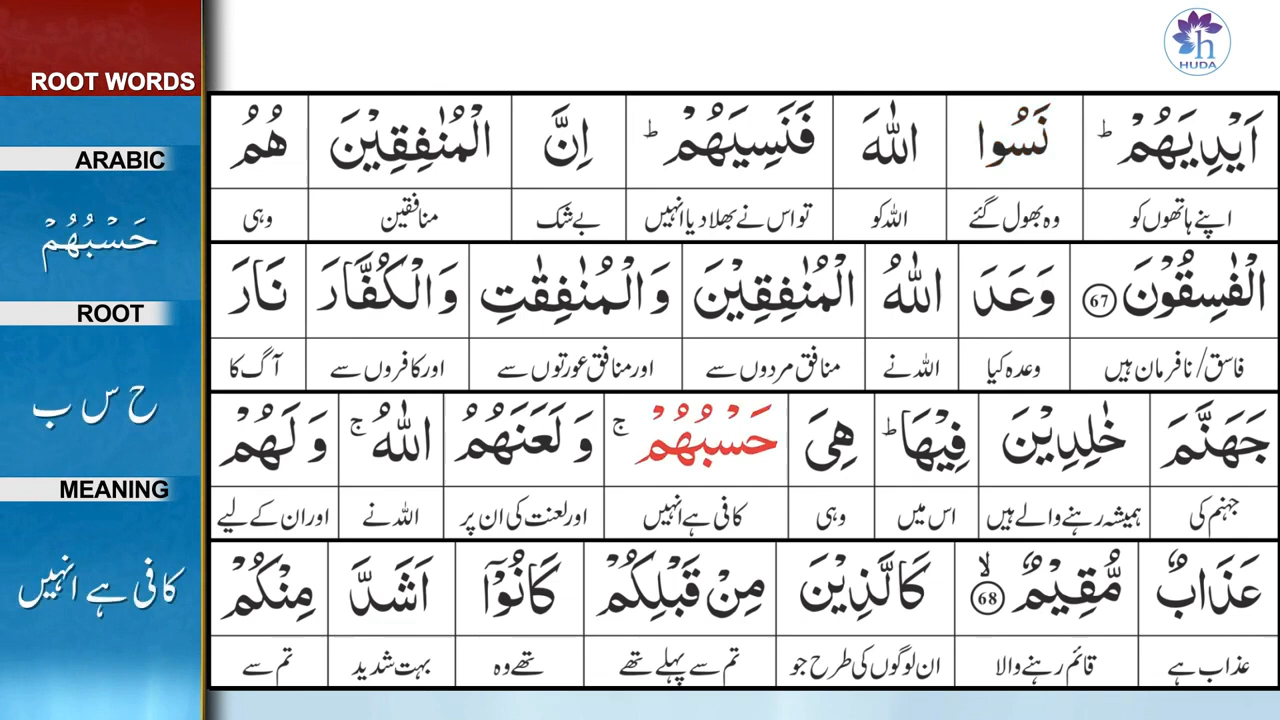 ROOT WORDS
ARABIC
حَسۡبُهُمۡ
ROOT
ح س ب
MEANING
کافی ہے انہیں
HUDA
اَیۡدِیَهُمۡ ؕ نَسُوا اللّٰهَ فَنَسِیَهُمۡ ؕ اِنَّ الۡمُنٰفِقِیۡنَ هُمُ
اپنے ہاتھوں کو وہ بھول گئے اللہ کو تو اس نے بھلا دیا انہیں بے شک منافقین وہی
الۡفٰسِقُوۡنَ 67 وَعَدَ اللّٰهُ الۡمُنٰفِقِیۡنَ وَالۡمُنٰفِقٰتِ وَالۡكُفَّارَ نَارَ
فاسق/نافرمان ہیں وعدہ کیا اللہ نے منافق مردوں سے اور منافق عورتوں سے اور کافروں سے آگ کا
جَهَنَّمَ خٰلِدِیۡنَ فِیۡهَا ؕ هِیَ حَسۡبُهُمۡ ۚ وَلَعَنَهُمُ اللّٰهُ ۚ وَلَهُمۡ
جہنم کی ہمیشہ رہنے والے ہیں اس میں وہی کافی ہے انہیں اور لعنت کی ان پر اللہ نے اور ان کے لیے
عَذَابٌ مُّقِیۡمٌ ۙ 68 كَالَّذِیۡنَ مِنۡ قَبۡلِكُمۡ كَانُوۡۤا اَشَدَّ مِنۡكُمۡ
عذاب ہے قائم رہنے والا ان لوگوں کی طرح جو تم سے پہلے تھے تھے وہ بہت شدید تم سے